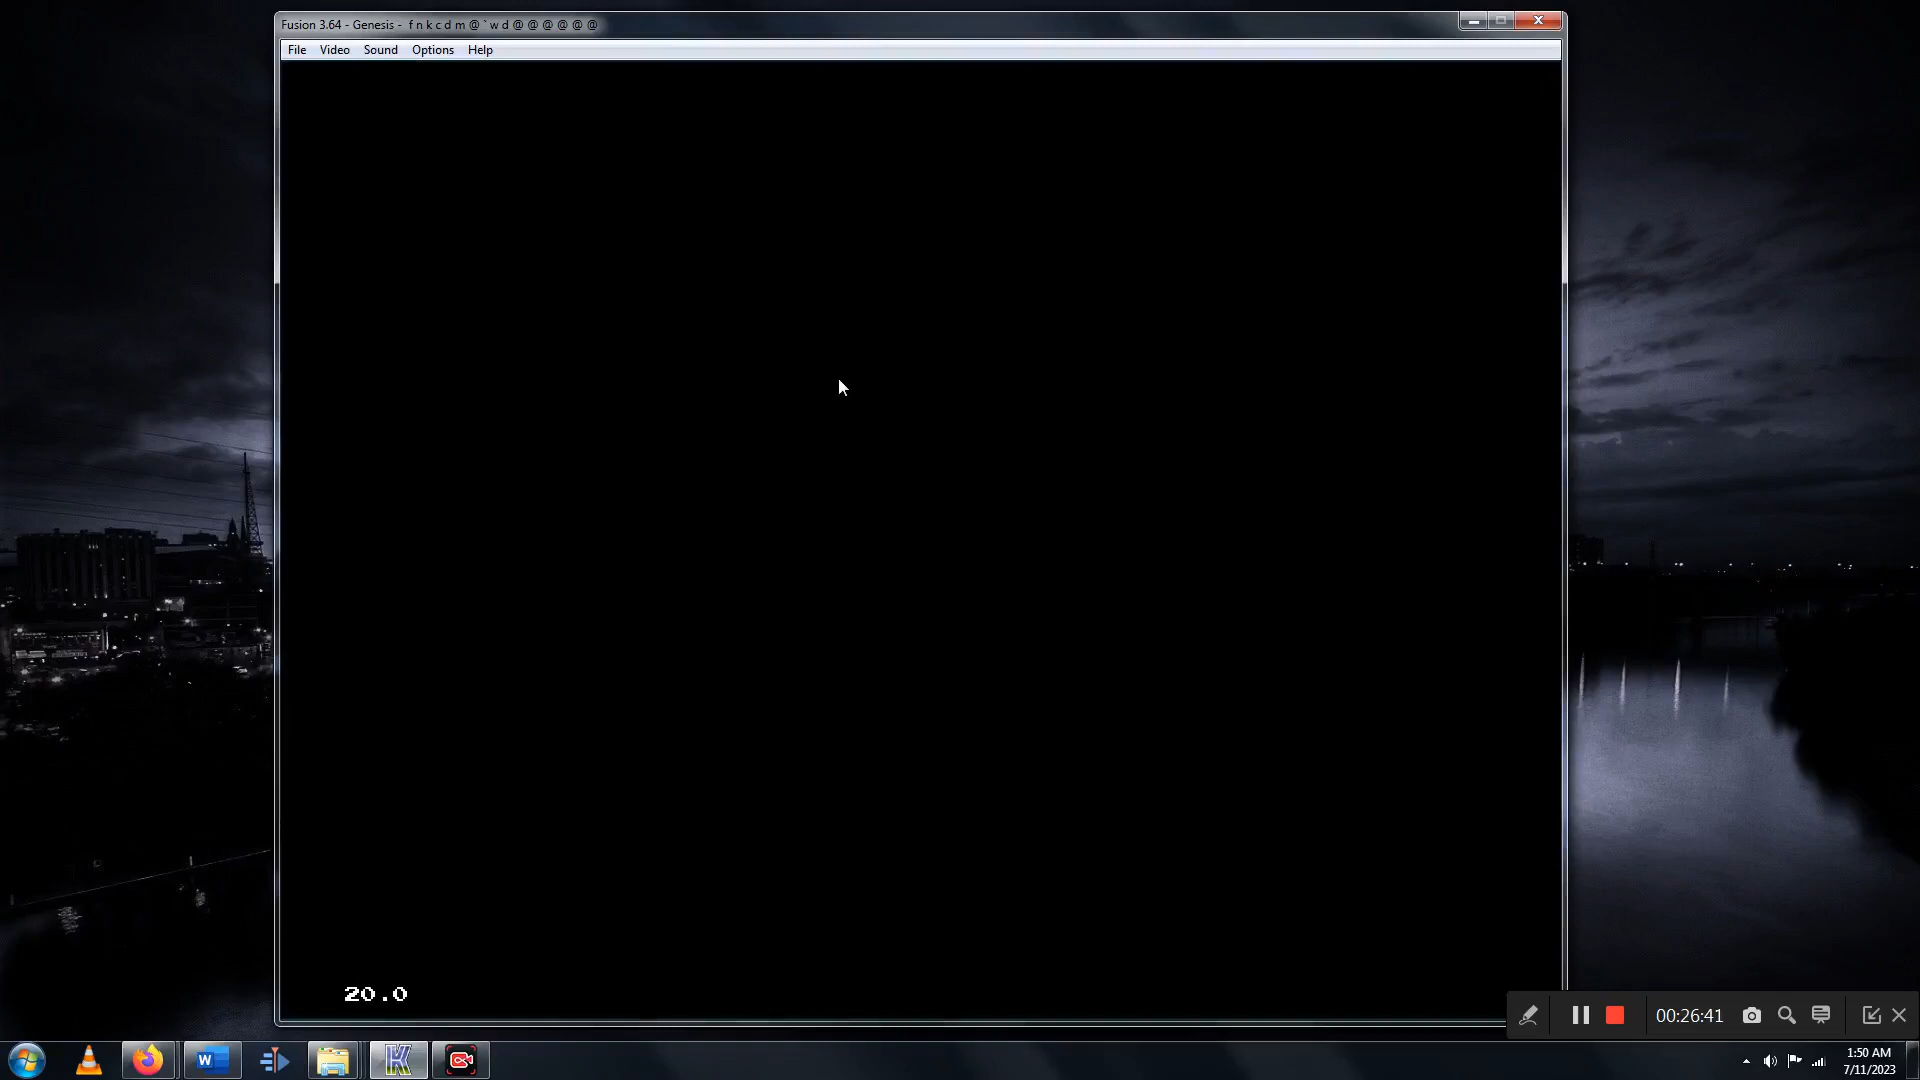 Fusion 3.64 - Genesis - f n k c d m @ ` w d @ @ @ @ @ @
File Video Sound Options Help
20.0
00:26:41
W
K
1:50 AM
7/11/2023